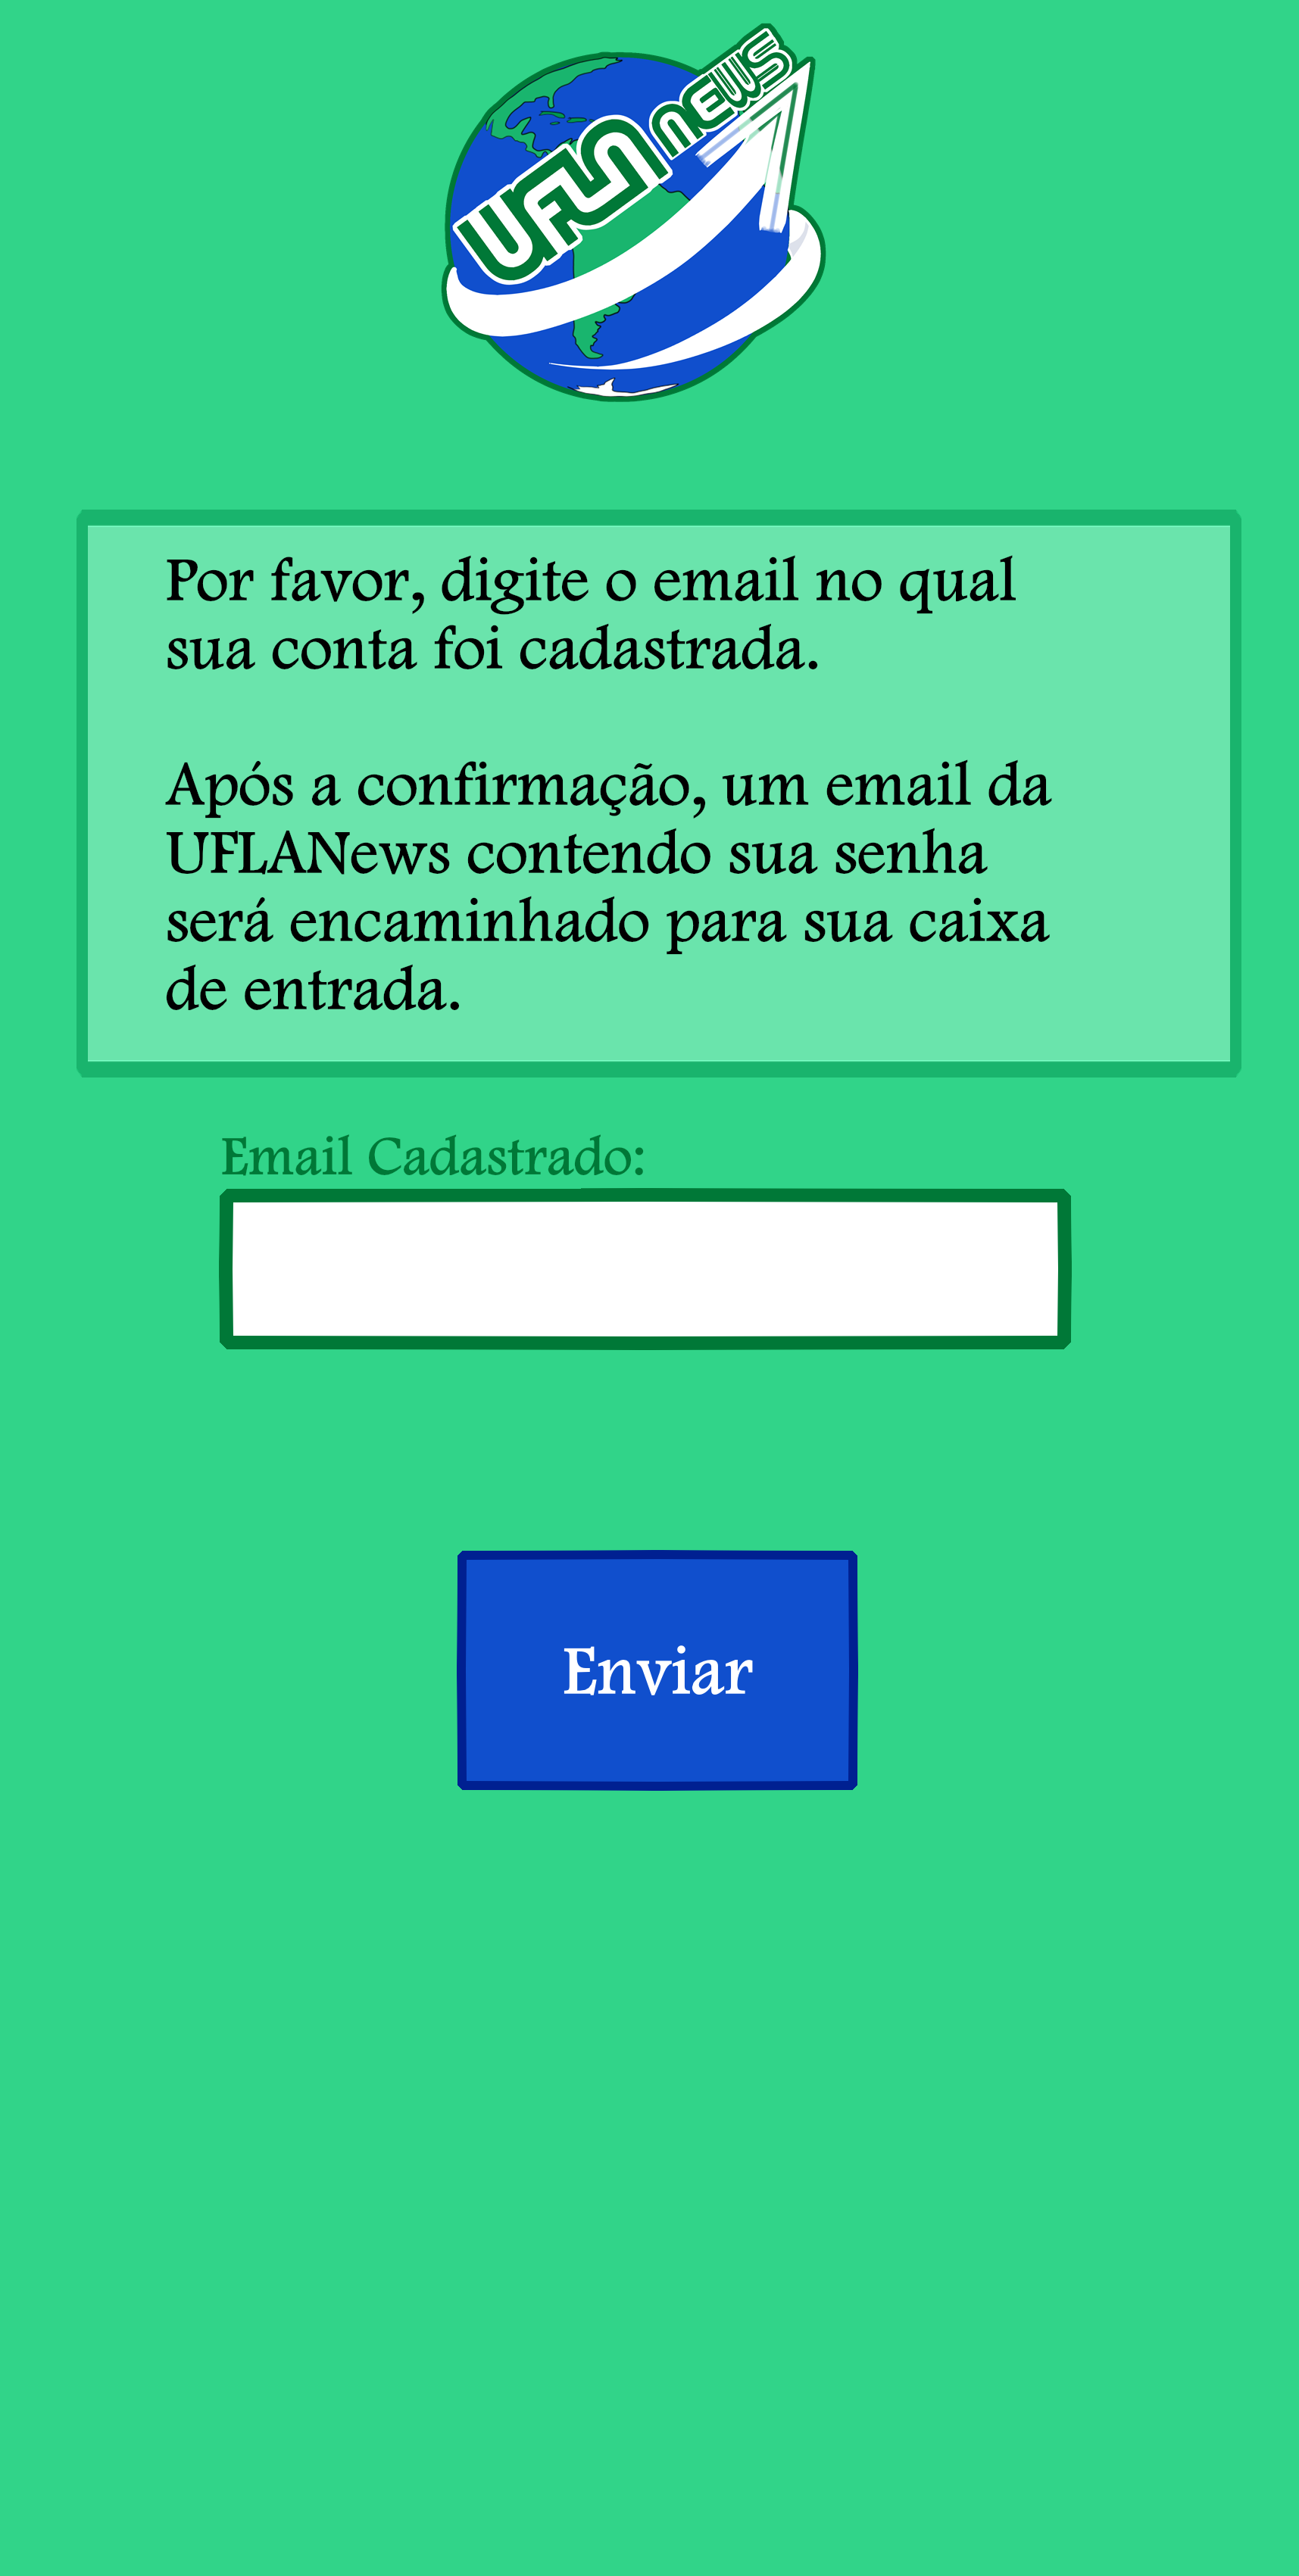 UFLA NEWS
Por favor, digite o email no qual
sua conta foi cadastrada.
Após a confirmação, um email da
UFLANews contendo sua senha
será encaminhado para sua caixa
de entrada.
Email Cadastrado:
Enviar